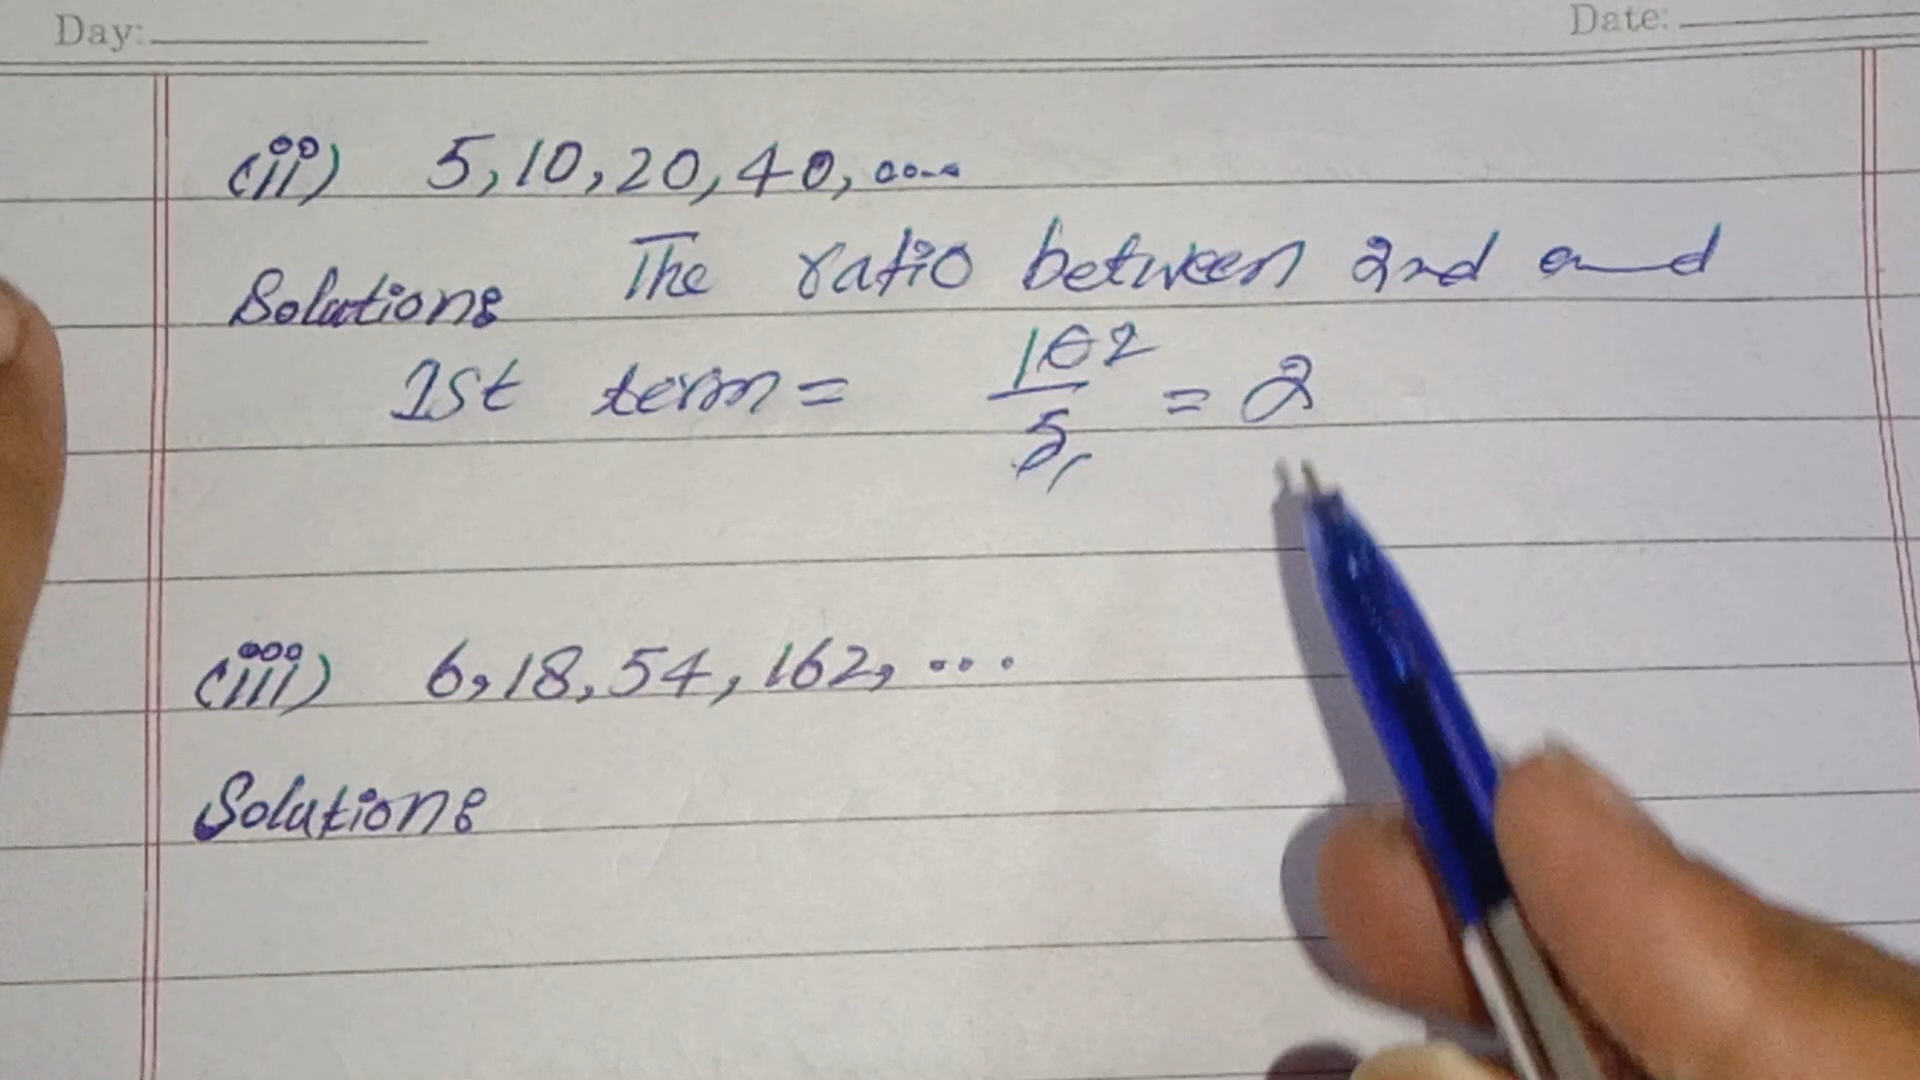 Day:
Date:
(ii) 5, 10, 20, 40, ....
Solution: The ratio between 2nd and
1st term = 10/5 2 = 2
(iii) 6, 18, 54, 162, ...
Solution: